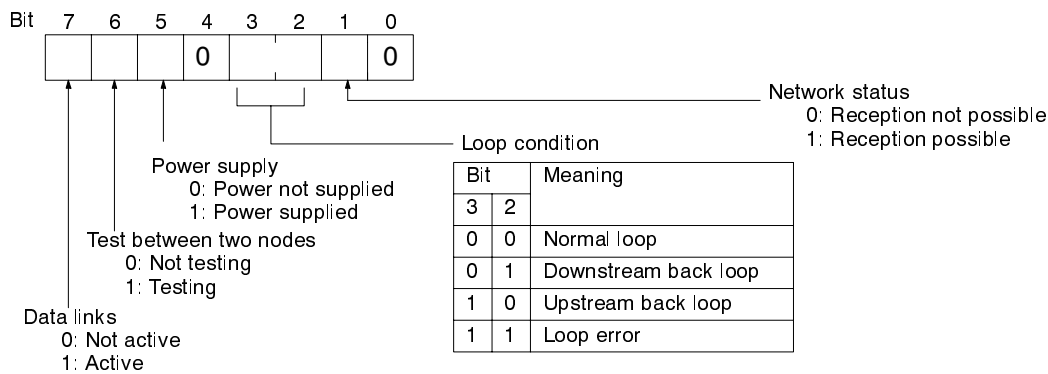 Bit 7 6 5 4 3 2 1 0
0 0
Network status
0: Reception not possible
1: Reception possible
Loop condition
Power supply
0: Power not supplied
1: Power supplied
Test between two nodes
0: Not testing
1: Testing
Data links
0: Not active
1: Active
Bit Meaning
3 2
0 0 Normal loop
0 1 Downstream back loop
1 0 Upstream back loop
1 1 Loop error